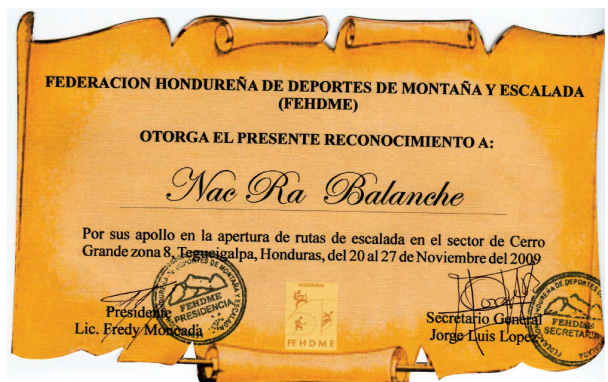 FEDERACION HONDUREÑA DE DEPORTES DE MONTAÑA Y ESCALADA
(FEHDME)
OTORGA EL PRESENTE RECONOCIMIENTO A:
Nac Ra Balanche
Por sus apollo en la apertura de rutas de escalada en el sector de Cerro
Grande zona 8, Tegueigalpa, Honduras, del 20 al 27 de Noviembre del 2009
Presidente
Lic. Fredy Moncada
FEHDME
PRESIDENCIA
HONDURAS
FEHDME
Secretario General
Jorge Luis Lopez
FEHDME
SECRETARIA